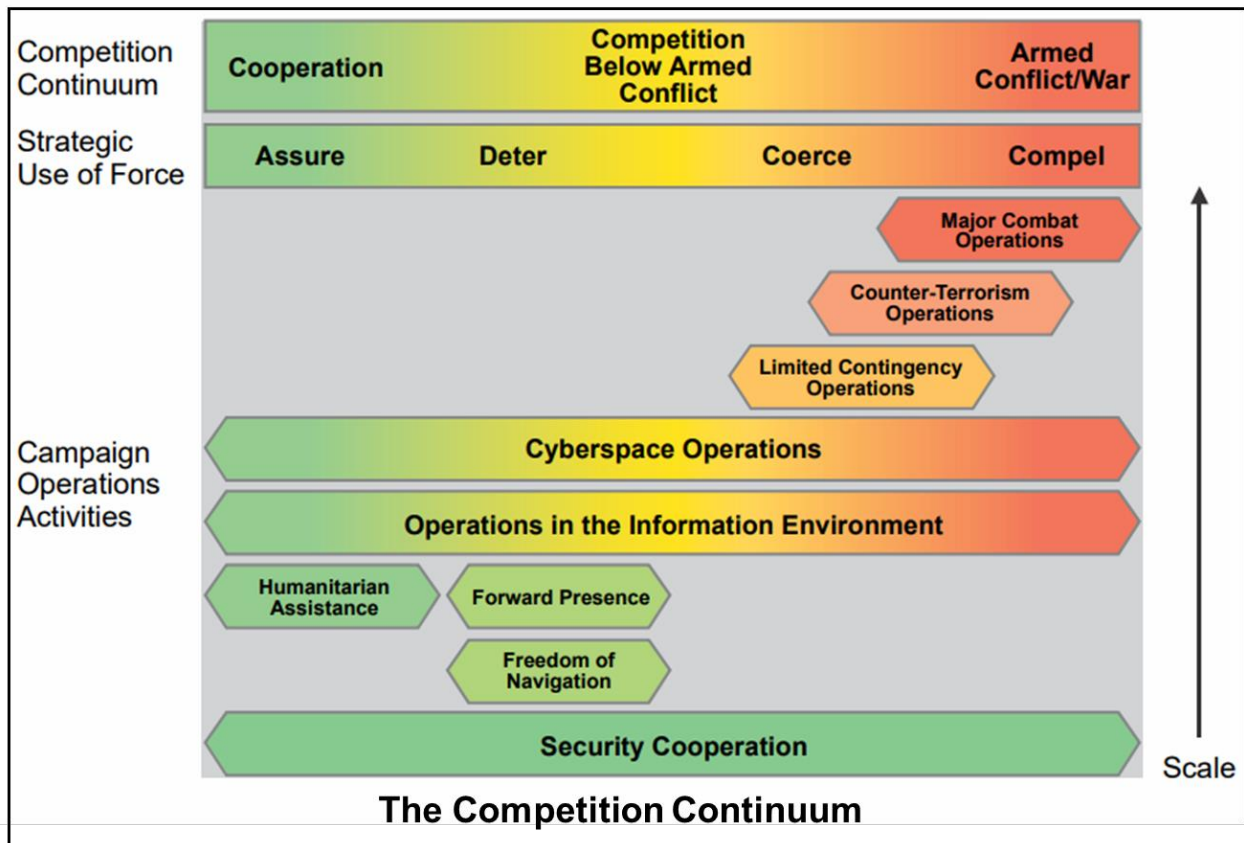 Competition
Continuum
Cooperation
Competition
Below Armed
Conflict
Armed
Conflict/War
Strategic
Use of Force
Assure
Deter
Coerce
Compel
Major Combat
Operations
Counter-Terrorism
Operations
Limited Contingency
Operations
Campaign
Operations
Activities
Cyberspace Operations
Operations in the Information Environment
Humanitarian
Assistance
Forward Presence
Freedom of
Navigation
Security Cooperation
Scale
The Competition Continuum